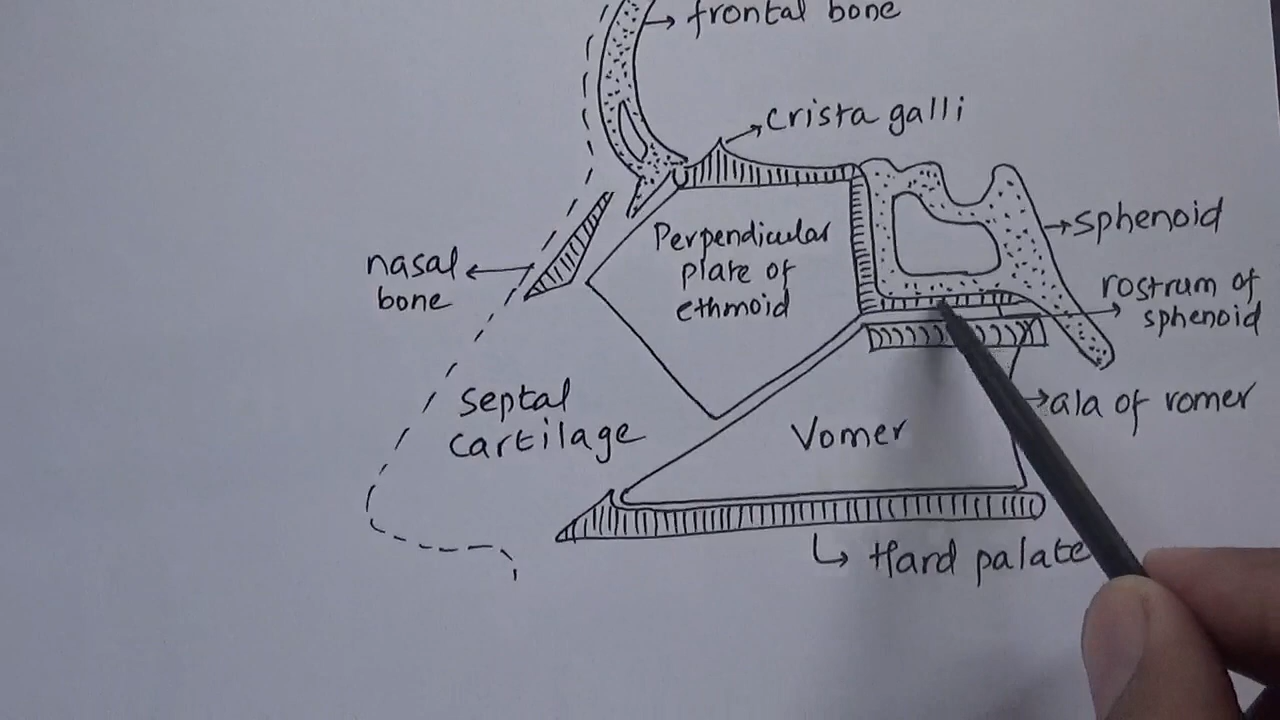 frontal bone
crista galli
Perpendicular
plate of
ethmoid
sphenoid
nasal
bone
rostrum of
sphenoid
septal
cartilage
Vomer
ala of vomer
Hard palate